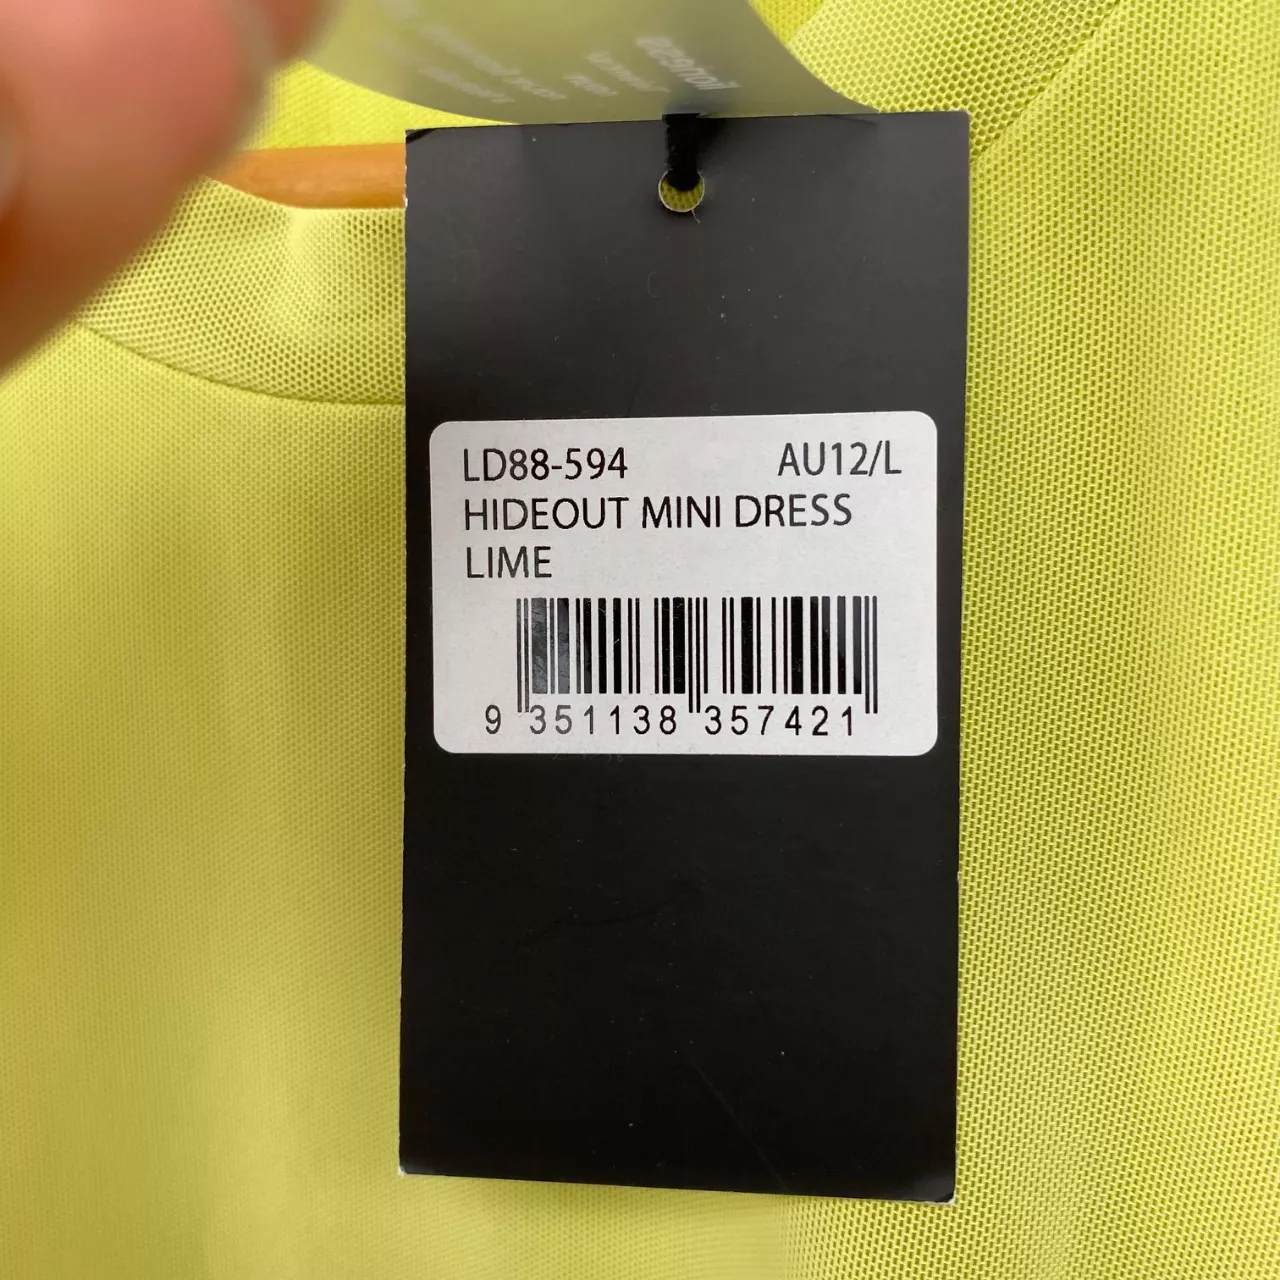 LD88-594 AU12/L
HIDEOUT MINI DRESS
LIME
9 351138 357421